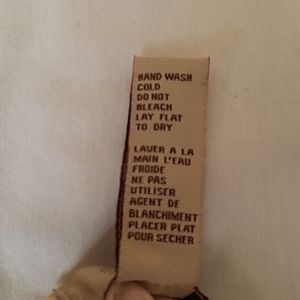 HAND WASH
COLD
DO NOT
BLEACH
LAY FLAT
TO DRY
LAVER A LA
MAIN L'EAU
FROIDE
NE PAS
UTILISER
AGENT DE
BLANCHIMENT
PLACER PLAT
POUR SECHER